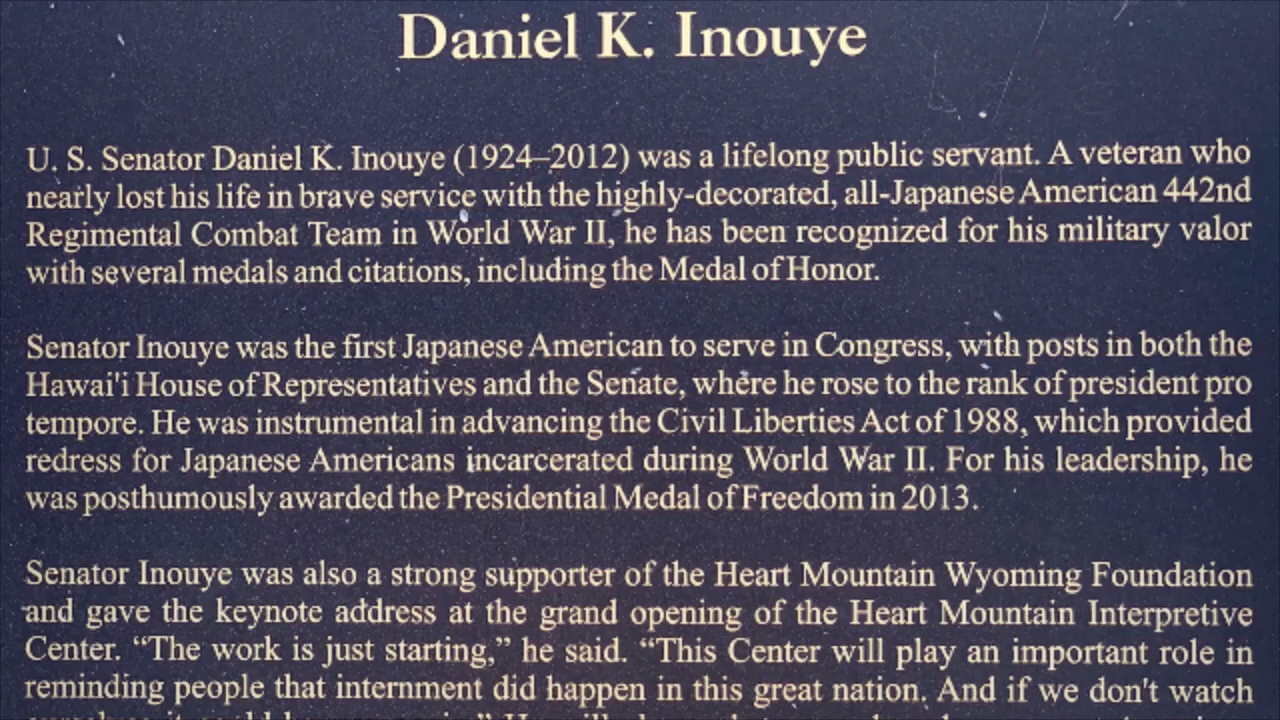 Daniel K. Inouye
U. S. Senator Daniel K. Inouye (1924–2012) was a lifelong public servant. A veteran who
nearly lost his life in brave service with the highly-decorated, all-Japanese American 442nd
Regimental Combat Team in World War II, he has been recognized for his military valor
with several medals and citations, including the Medal of Honor.
Senator Inouye was the first Japanese American to serve in Congress, with posts in both the
Hawai'i House of Representatives and the Senate, where he rose to the rank of president pro
tempore. He was instrumental in advancing the Civil Liberties Act of 1988, which provided
redress for Japanese Americans incarcerated during World War II. For his leadership, he
was posthumously awarded the Presidential Medal of Freedom in 2013.
Senator Inouye was also a strong supporter of the Heart Mountain Wyoming Foundation
and gave the keynote address at the grand opening of the Heart Mountain Interpretive
Center. “The work is just starting,” he said. “This Center will play an important role in
reminding people that internment did happen in this great nation. And if we don't watch